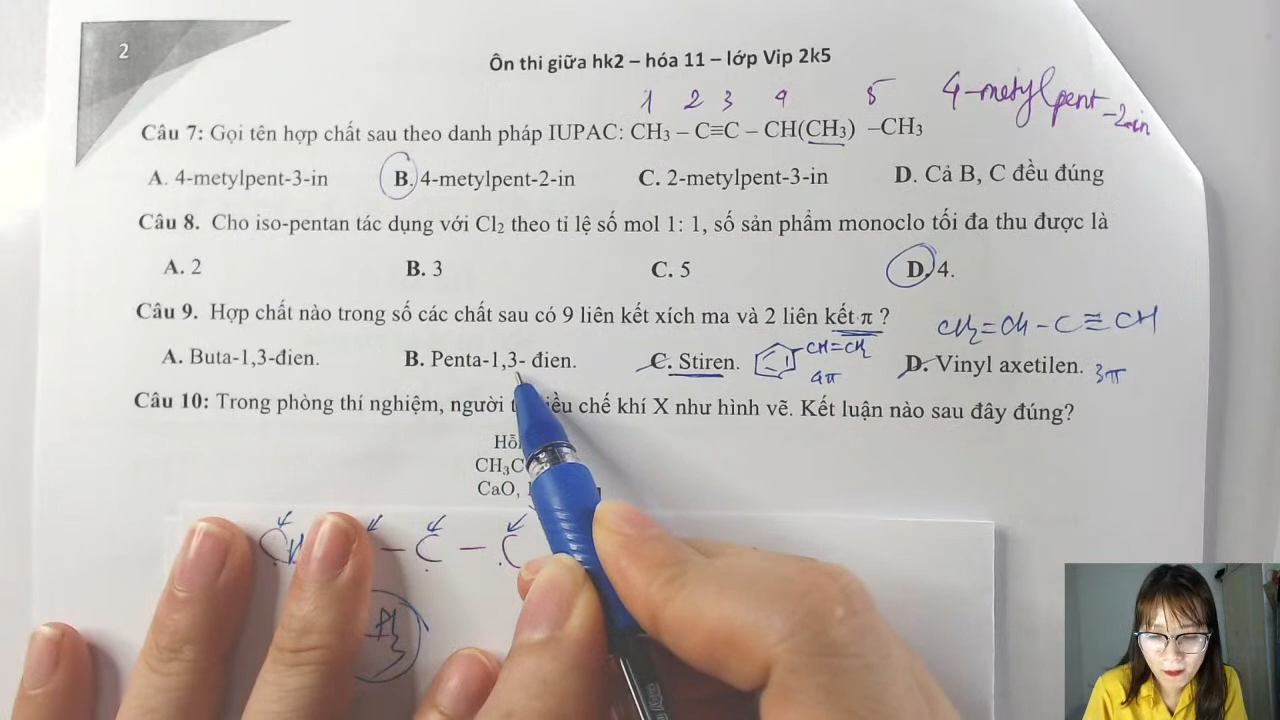 2
Ôn thi giữa hk2 – hóa 11 – lớp Vip 2k5
1 2 3 4 5
4-metylpent-2-in
Câu 7: Gọi tên hợp chất sau theo danh pháp IUPAC: CH3 – C≡C – CH(CH3) –CH3
A. 4-metylpent-3-in B. 4-metylpent-2-in C. 2-metylpent-3-in D. Cả B, C đều đúng
Câu 8. Cho iso-pentan tác dụng với Cl2 theo tỉ lệ số mol 1: 1, số sản phẩm monoclo tối đa thu được là
A. 2 B. 3 C. 5 D. 4.
Câu 9. Hợp chất nào trong số các chất sau có 9 liên kết xích ma và 2 liên kết π ?
CH2=CH-C≡CH
A. Buta-1,3-đien. B. Penta-1,3- đien. C. Stiren. CH=CH2 D. Vinyl axetilen. 3π
4π
Câu 10: Trong phòng thí nghiệm, người chế khí X như hình vẽ. Kết luận nào sau đây đúng?
CH3C
CaO,
– C – C